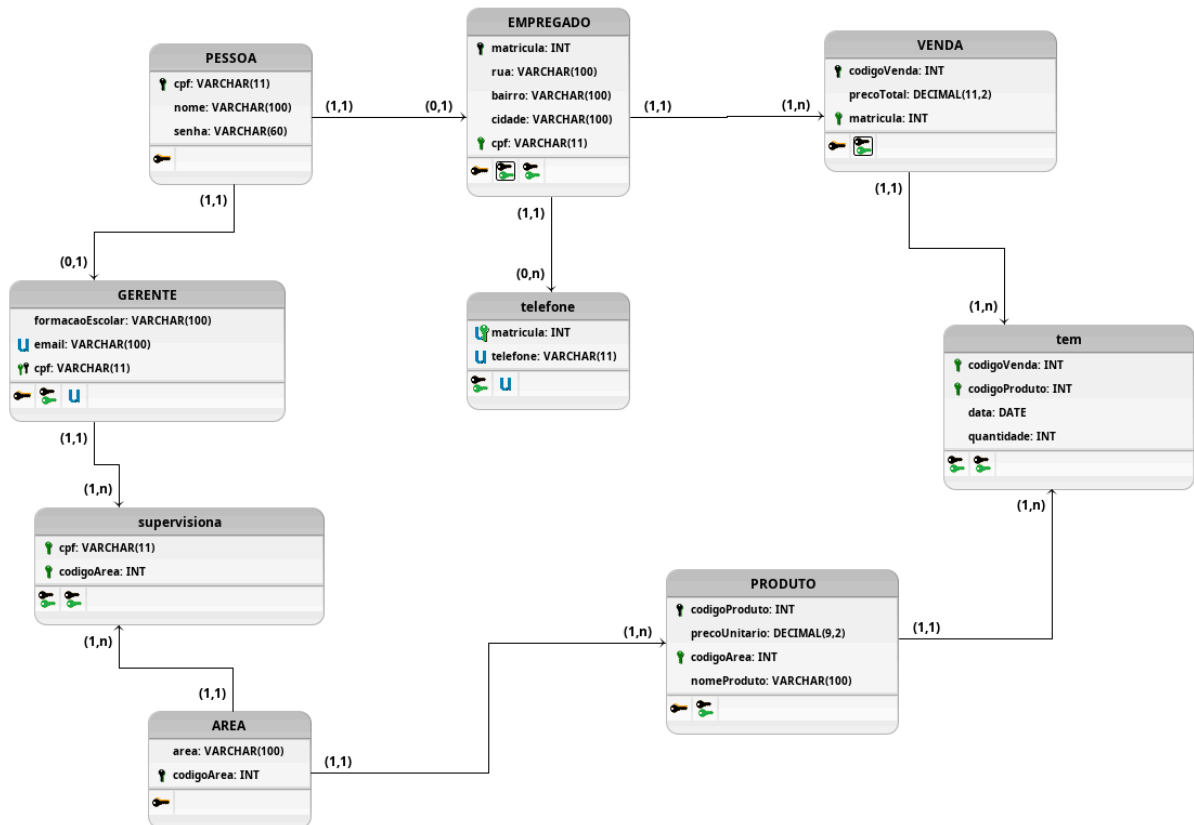 PESSOA
cpf: VARCHAR(11)
nome: VARCHAR(100)
senha: VARCHAR(60)
(1,1)
(0,1)
EMPREGADO
matricula: INT
rua: VARCHAR(100)
bairro: VARCHAR(100)
cidade: VARCHAR(100)
cpf: VARCHAR(11)
(1,1)
(1,n)
VENDA
codigoVenda: INT
precoTotal: DECIMAL(11,2)
matricula: INT
(1,1)
(0,1)
GERENTE
formacaoEscolar: VARCHAR(100)
U email: VARCHAR(100)
cpf: VARCHAR(11)
U
(1,1)
(0,n)
telefone
U matricula: INT
U telefone: VARCHAR(11)
U
(1,1)
(1,n)
tem
codigoVenda: INT
codigoProduto: INT
data: DATE
quantidade: INT
(1,n)
(1,1)
(1,n)
supervisiona
cpf: VARCHAR(11)
codigoArea: INT
(1,n)
(1,1)
AREA
area: VARCHAR(100)
codigoArea: INT
(1,1)
(1,n)
PRODUTO
codigoProduto: INT
precoUnitario: DECIMAL(9,2)
codigoArea: INT
nomeProduto: VARCHAR(100)
(1,1)